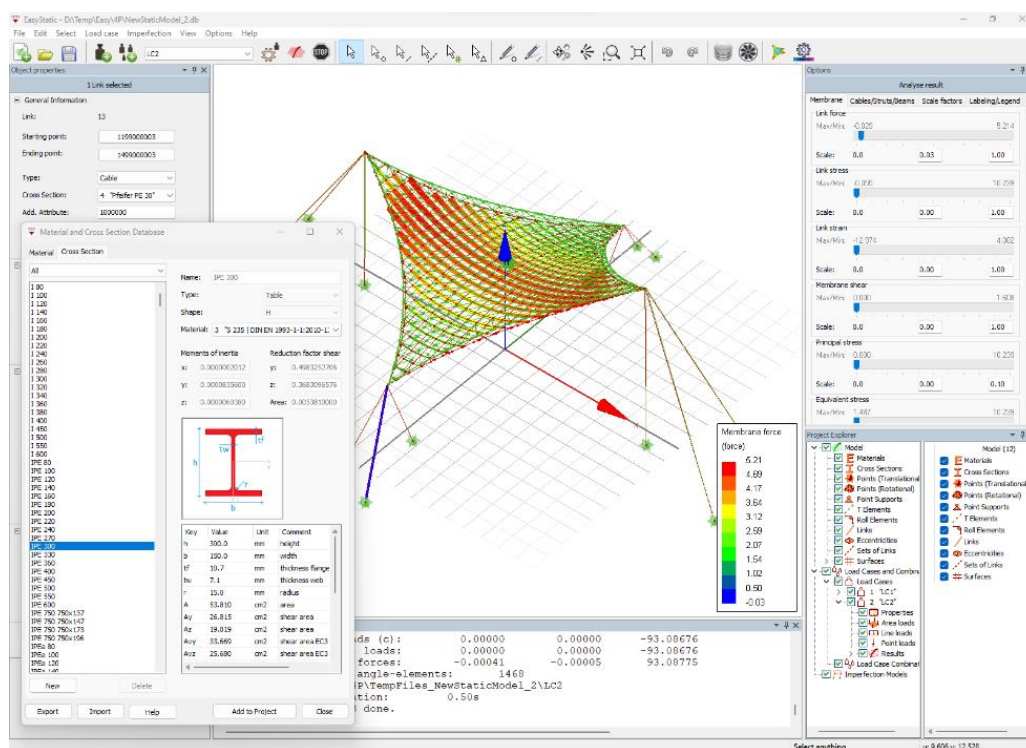 EasyStatic - D:\Temp\Easy\4P\NewStaticModel_2.db
File Edit Select Load case Imperfection View Options Help
LC2
STOP
Object properties
1 Link selected
General Information
Link: 13
Starting point: 1199000003
Ending point: 1499000003
Type: Cable
Cross Section: 4 "Pfeifer PE 30"
Add. Attribute: 1000000
Material and Cross Section Database
Material Cross Section
All
I 80
I 100
I 120
I 140
I 160
I 180
I 200
I 220
I 240
I 260
I 280
I 300
I 320
I 340
I 360
I 380
I 400
I 450
I 500
I 550
I 600
IPE 80
IPE 100
IPE 120
IPE 140
IPE 160
IPE 180
IPE 200
IPE 220
IPE 240
IPE 270
IPE 300
IPE 330
IPE 360
IPE 400
IPE 450
IPE 500
IPE 550
IPE 600
IPE 750 750x137
IPE 750 750x147
IPE 750 750x173
IPE 750 750x196
IPEa 80
IPEa 100
IPEa 120
IPEa 140
Name: IPE 300
Type: Table
Shape: H
Material: 3 "S 235 | DIN EN 1993-1-1:2010-1
Moments of inertia Reduction factor shear
x: 0.0000002012 y: 0.4983252706
y: 0.0000835600 z: 0.3683096576
z: 0.0000060380 Area: 0.0053810000
tf
tw
h
r
b
Key Value Unit Comment
h 300.0 mm height
b 150.0 mm width
tf 10.7 mm thickness flange
tw 7.1 mm thickness web
r 15.0 mm radius
A 53.810 cm2 area
Ay 26.815 cm2 shear area
Az 19.819 cm2 shear area
Avy 33.669 cm2 shear area EC3
Avz 25.680 cm2 shear area EC3
New Delete
Export Import Help Add to Project Close
Membrane force
(force)
5.21
4.69
4.17
3.64
3.12
2.59
2.07
1.54
1.02
0.50
-0.03
ads (c): 0.00000 0.00000 -93.08676
loads: 0.00000 0.00000 -93.08676
forces: -0.00041 -0.00005 93.08775
angle-elements: 1468
4P\TempFiles_NewStaticModel_2\LC2
ation: 0.50s
done.
Options
Analyse result
Membrane Cables/Struts/Beams Scale factors Labeling/Legend
Link force
Max/Min: -0.029 5.214
Scale: 0.0 0.03 1.00
Link stress
Max/Min: 10.239
Scale: 0.0 0.00 1.00
Link strain
Max/Min: -12.974 4.002
Scale: 0.0 0.00 1.00
Membrane shear
Max/Min: 0.000 1.608
Scale: 0.0 0.00 1.00
Principal stress
Max/Min: 0.000 10.239
Scale: 0.0 0.00 0.10
Equivalent stress
Max/Min: 1.487 10.239
Project Explorer
Model
Materials
Cross Sections
Points (Translational
Points (Rotational)
Point Supports
T Elements
Roll Elements
Links
Eccentricities
Sets of Links
Surfaces
Load Cases and Combin
Load Cases
1 "LC1"
2 "LC2"
Properties
Area loads
Line loads
Point loads
Results
Load Case Combinat
Imperfection Models
Model (12)
Materials
Cross Sections
Points (Translational
Points (Rotational)
Point Supports
T Elements
Roll Elements
Links
Eccentricities
Sets of Links
Surfaces
Select anything
x: 9.606 y: 12.520